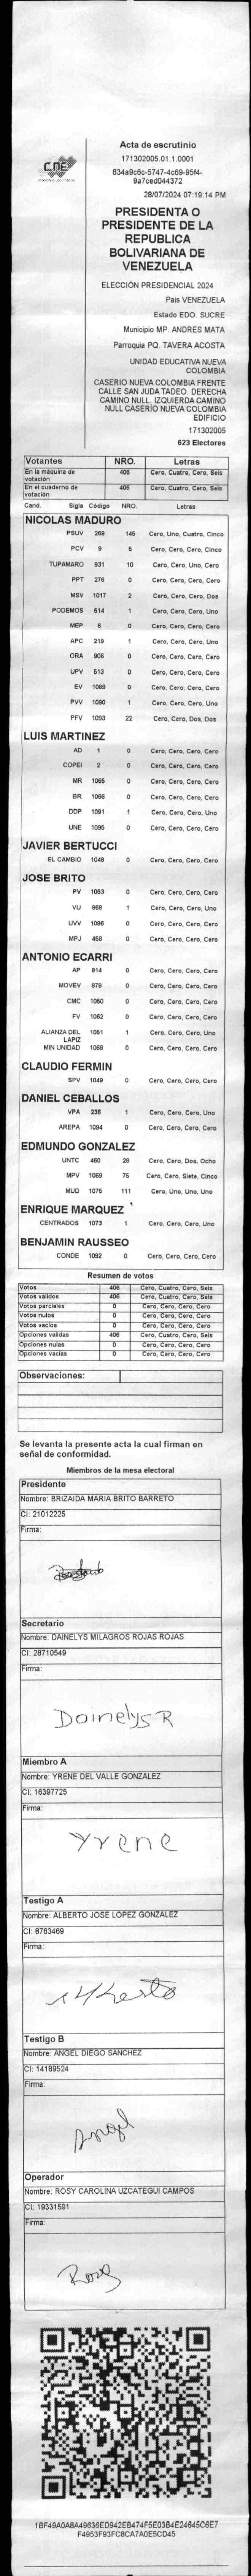 CNE
Acta de escrutinio
171302005.01.1.0001
834a9c6c-5747-4c69-95f4-
9a7ced044372
28/07/2024 07:19:14 PM
PRESIDENTA O
PRESIDENTE DE LA
REPUBLICA
BOLIVARIANA DE
VENEZUELA
ELECCIÓN PRESIDENCIAL 2024
Pais VENEZUELA
Estado EDO. SUCRE
Municipio MP. ANDRES MATA
Parroquia PQ. TAVERA ACOSTA
UNIDAD EDUCATIVA NUEVA
COLOMBIA
CASERIO NUEVA COLOMBIA FRENTE
CALLE SAN JUDA TADEO. DERECHA
CAMINO NULL. IZQUIERDA CAMINO
NULL CASERÍO NUEVA COLOMBIA
EDIFICIO
171302005
623 Electores
Votantes NRO. Letras
En la máquina de votación 406 Cero, Cuatro, Cero, Seis
En el cuaderno de votación 406 Cero, Cuatro, Cero, Seis
Cand. Sigla Código NRO. Letras
NICOLAS MADURO
PSUV 269 145 Cero, Uno, Cuatro, Cinco
PCV 9 5 Cero, Cero, Cero, Cinco
TUPAMARO 931 10 Cero, Cero, Uno, Cero
PPT 276 0 Cero, Cero, Cero, Cero
MSV 1017 2 Cero, Cero, Cero, Dos
PODEMOS 514 1 Cero, Cero, Cero, Uno
MEP 6 0 Cero, Cero, Cero, Cero
APC 219 1 Cero, Cero, Cero, Uno
ORA 906 0 Cero, Cero, Cero, Cero
UPV 513 0 Cero, Cero, Cero, Cero
EV 1089 0 Cero, Cero, Cero, Cero
PVV 1090 1 Cero, Cero, Cero, Uno
PFV 1093 22 Cero, Cero, Dos, Dos
LUIS MARTINEZ
AD 1 0 Cero, Cero, Cero, Cero
COPEI 2 0 Cero, Cero, Cero, Cero
MR 1065 0 Cero, Cero, Cero, Cero
BR 1066 0 Cero, Cero, Cero, Cero
DDP 1091 1 Cero, Cero, Cero, Uno
UNE 1095 0 Cero, Cero, Cero, Cero
JAVIER BERTUCCI
EL CAMBIO 1048 0 Cero, Cero, Cero, Cero
JOSE BRITO
PV 1053 0 Cero, Cero, Cero, Cero
VU 868 1 Cero, Cero, Cero, Uno
UVV 1096 0 Cero, Cero, Cero, Cero
MPJ 458 0 Cero, Cero, Cero, Cero
ANTONIO ECARRI
AP 814 0 Cero, Cero, Cero, Cero
MOVEV 878 0 Cero, Cero, Cero, Cero
CMC 1050 0 Cero, Cero, Cero, Cero
FV 1062 0 Cero, Cero, Cero, Cero
ALIANZA DEL LAPIZ 1051 1 Cero, Cero, Cero, Uno
MIN UNIDAD 1068 0 Cero, Cero, Cero, Cero
CLAUDIO FERMIN
SPV 1049 0 Cero, Cero, Cero, Cero
DANIEL CEBALLOS
VPA 236 1 Cero, Cero, Cero, Uno
AREPA 1094 0 Cero, Cero, Cero, Cero
EDMUNDO GONZALEZ
UNTC 460 28 Cero, Cero, Dos, Ocho
MPV 1069 75 Cero, Cero, Siete, Cinco
MUD 1075 111 Cero, Uno, Uno, Uno
ENRIQUE MARQUEZ
CENTRADOS 1073 1 Cero, Cero, Cero, Uno
BENJAMIN RAUSSEO
CONDE 1092 0 Cero, Cero, Cero, Cero
Resumen de votos
Votos 406 Cero, Cuatro, Cero, Seis
Votos validos 406 Cero, Cuatro, Cero, Seis
Votos parciales 0 Cero, Cero, Cero, Cero
Votos nulos 0 Cero, Cero, Cero, Cero
Votos vacios 0 Cero, Cero, Cero, Cero
Opciones validas 406 Cero, Cuatro, Cero, Seis
Opciones nulas 0 Cero, Cero, Cero, Cero
Opciones vacias 0 Cero, Cero, Cero, Cero
Observaciones:
Se levanta la presente acta la cual firman en
señal de conformidad.
Miembros de la mesa electoral
Presidente
Nombre: BRIZAIDA MARIA BRITO BARRETO
CI: 21012225
Firma:
Secretario
Nombre: DAINELYS MILAGROS ROJAS ROJAS
CI: 28710549
Firma:
Dainelys R
Miembro A
Nombre: YRENE DEL VALLE GONZALEZ
CI: 16397725
Firma:
Yrene
Testigo A
Nombre: ALBERTO JOSE LOPEZ GONZALEZ
CI: 8763469
Firma:
Alberto
Testigo B
Nombre: ANGEL DIEGO SANCHEZ
CI: 14189524
Firma:
Angel
Operador
Nombre: ROSY CAROLINA UZCATEGUI CAMPOS
CI: 19331591
Firma:
Rosy
1BF49A0A8A49636ED942EB474F5E03B4E24645C6E7
F4953F93FC8CA7A0E5CD45